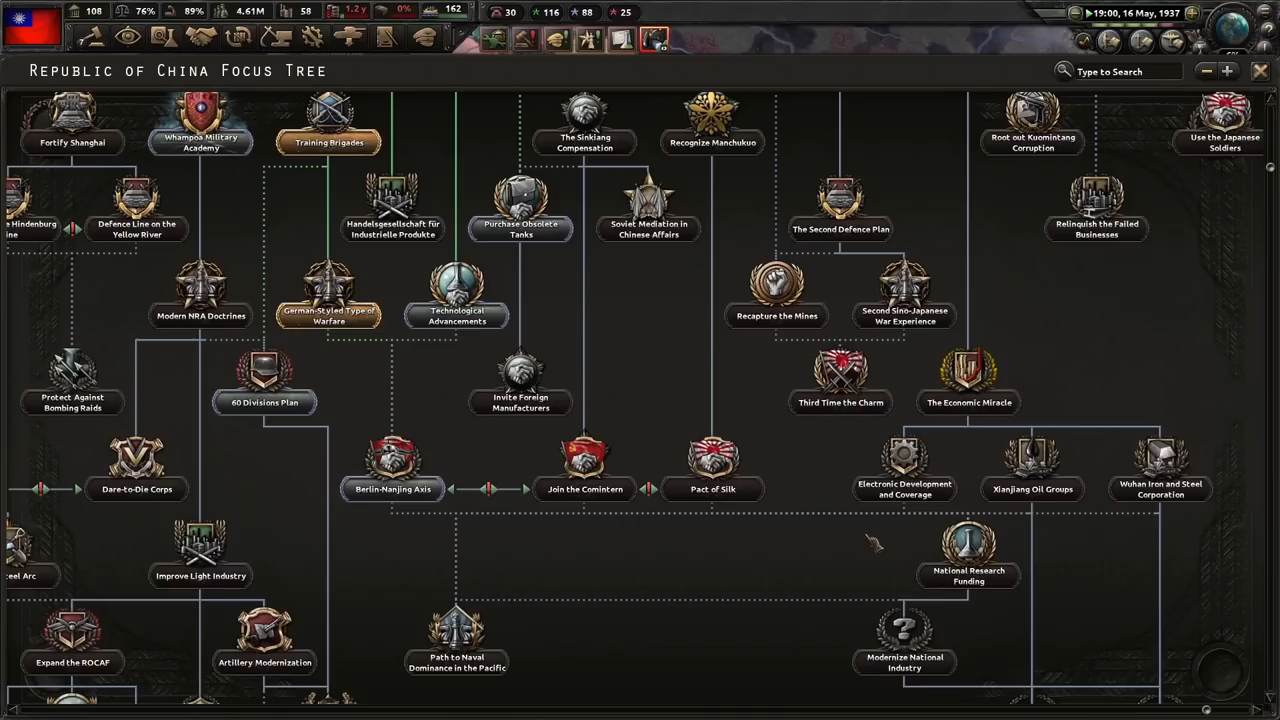 108
76%
89%
4.61M
58
1.2 y
0%
162
30
116
88
25
19:00, 16 May, 1937
Republic of China Focus Tree
Type to Search
Fortify Shanghai
Whampoa Military
Academy
Training Brigades
The Sinkiang
Compensation
Recognize Manchukuo
Root out Kuomintang
Corruption
Use the Japanese
Soldiers
Hindenburg
ine
Defence Line on the
Yellow River
Handelsgesellschaft für
Industrielle Produkte
Purchase Obsolete
Tanks
Soviet Mediation in
Chinese Affairs
The Second Defence Plan
Relinquish the Failed
Businesses
Modern NRA Doctrines
German-Styled Type of
Warfare
Technological
Advancements
Recapture the Mines
Second Sino-Japanese
War Experience
Protect Against
Bombing Raids
60 Divisions Plan
Invite Foreign
Manufacturers
Third Time the Charm
The Economic Miracle
Dare-to-Die Corps
Berlin-Nanjing Axis
Join the Comintern
Pact of Silk
Electronic Development
and Coverage
Xianjiang Oil Groups
Wuhan Iron and Steel
Corporation
teel Arc
Improve Light Industry
National Research
Funding
Expand the ROCAF
Artillery Modernization
Path to Naval
Dominance in the Pacific
Modernize National
Industry